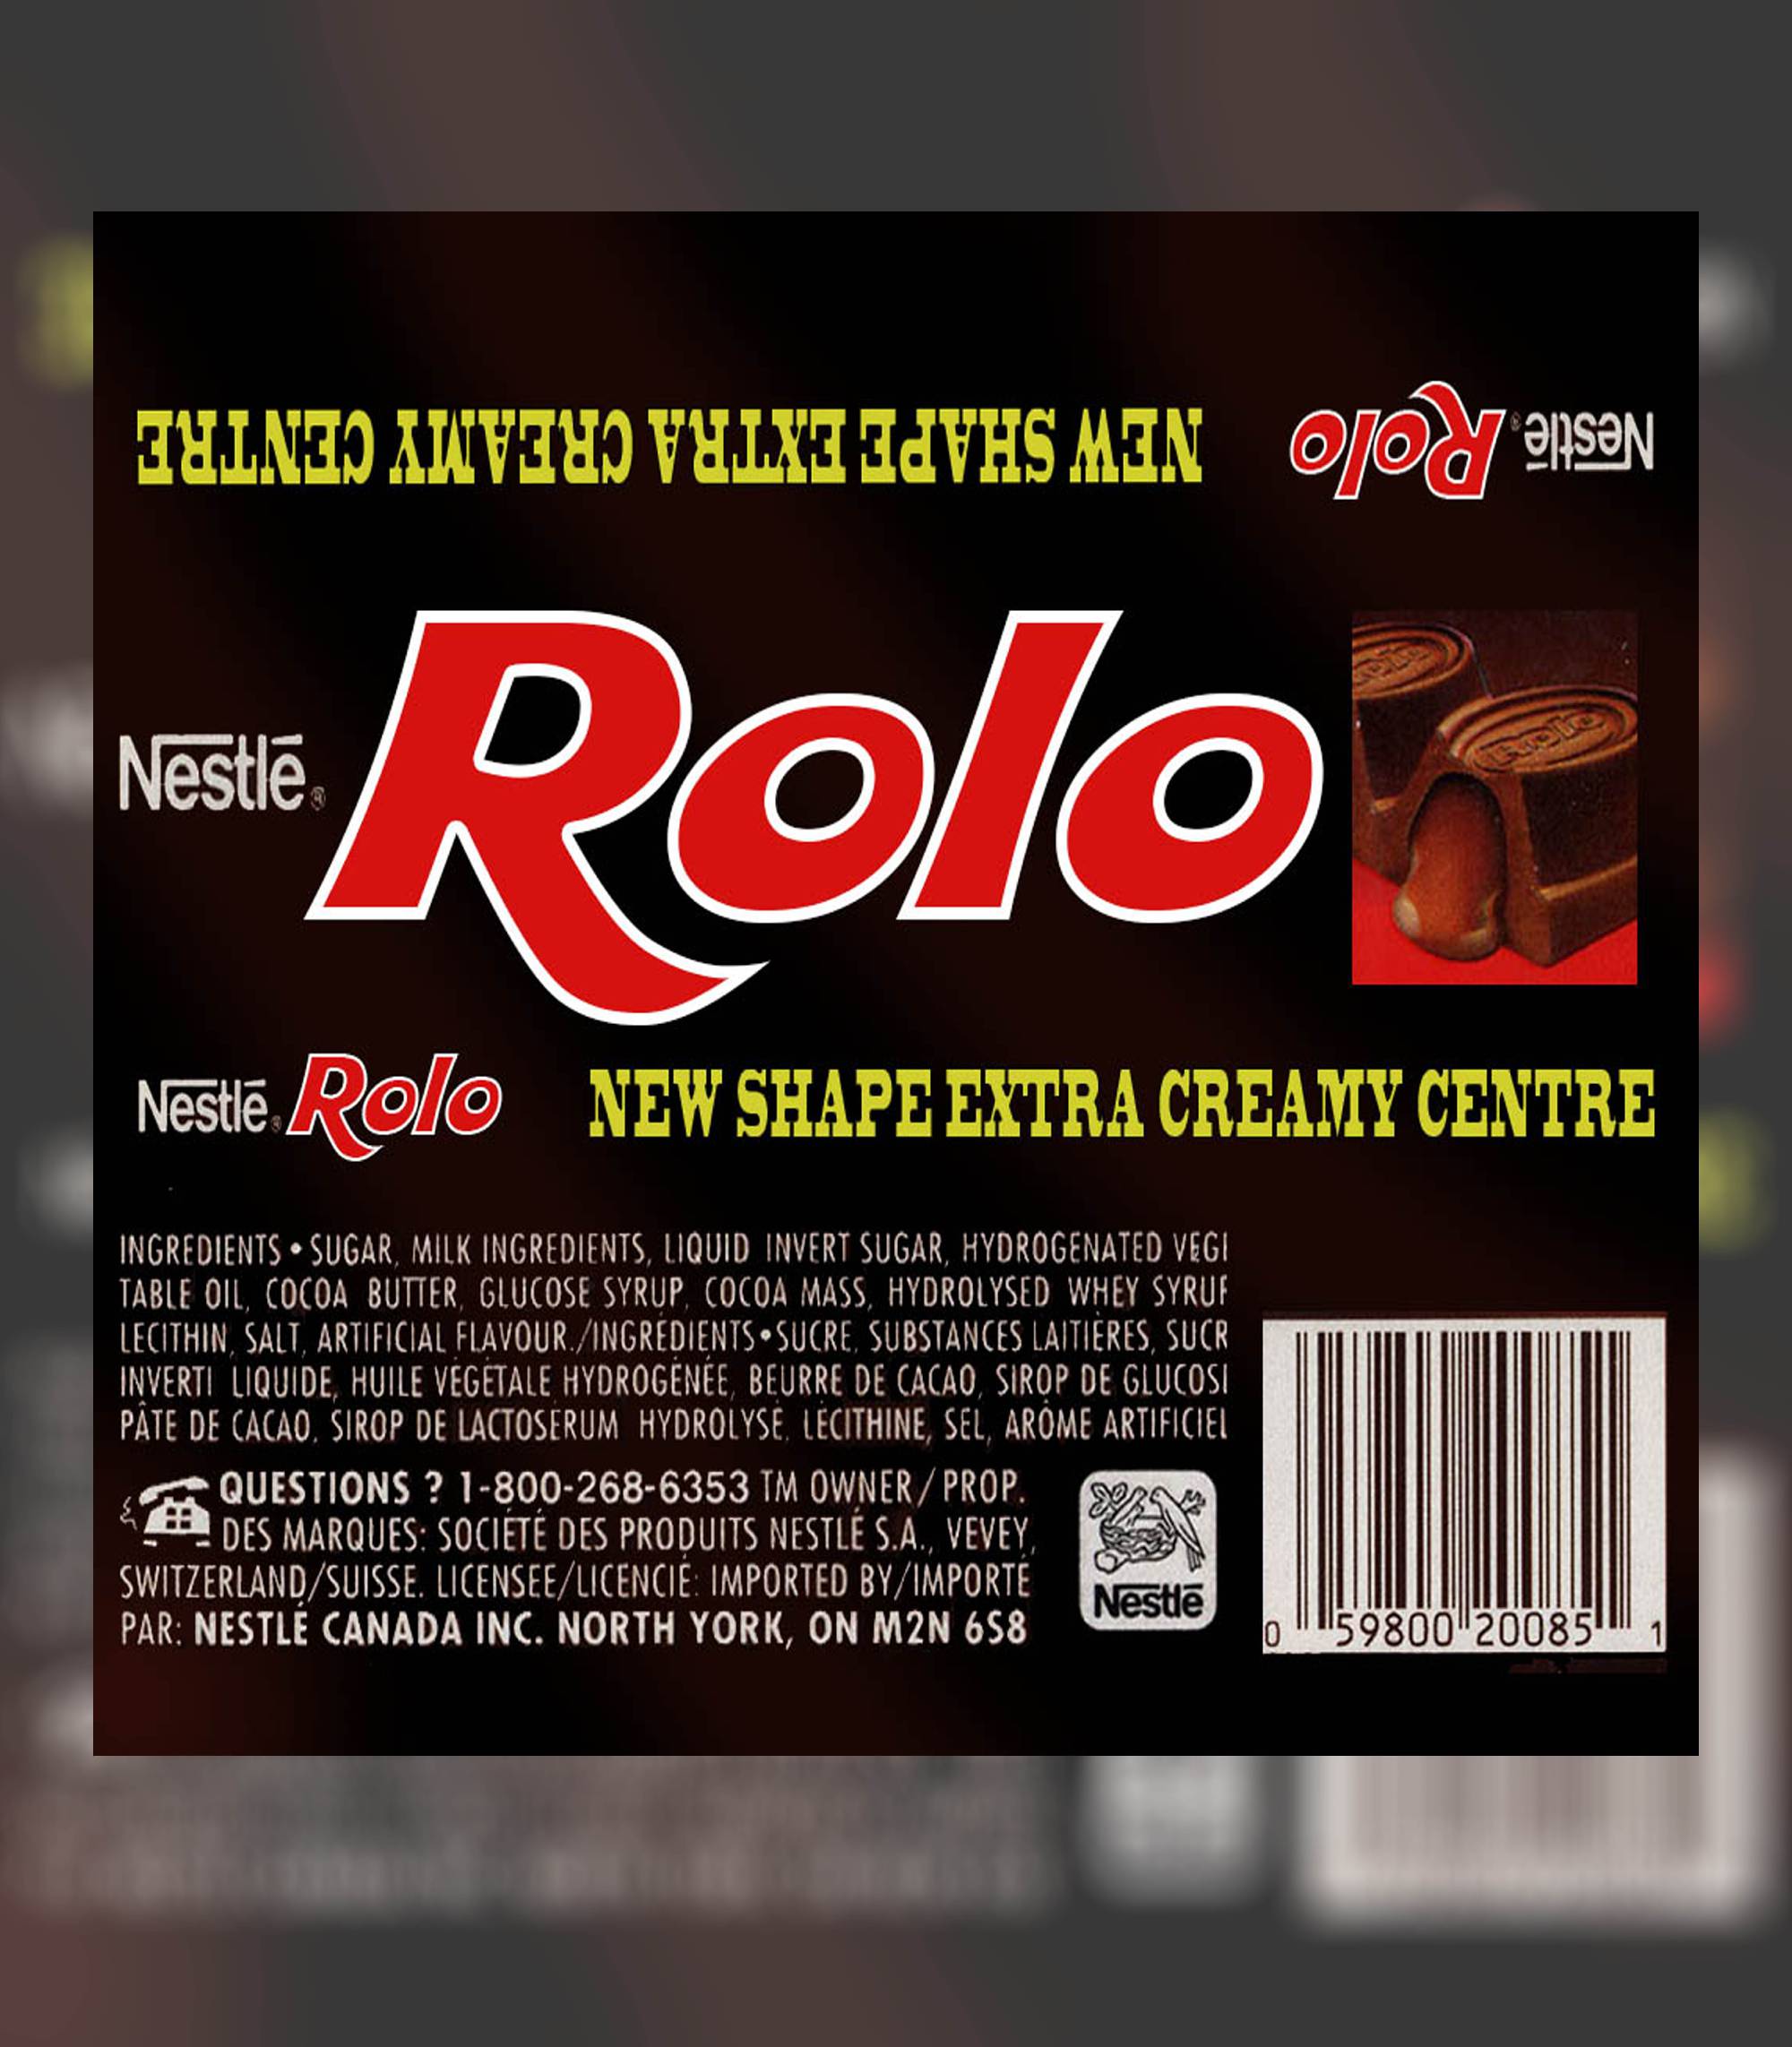 NEW SHAPE EXTRA CREAMY CENTRE
Nestlé® Rolo
Nestlé® Rolo
Rolo
Nestlé® Rolo NEW SHAPE EXTRA CREAMY CENTRE
INGREDIENTS • SUGAR, MILK INGREDIENTS, LIQUID INVERT SUGAR, HYDROGENATED VEGI
TABLE OIL, COCOA BUTTER, GLUCOSE SYRUP, COCOA MASS, HYDROLYSED WHEY SYRUP
LECITHIN, SALT, ARTIFICIAL FLAVOUR./INGRÉDIENTS • SUCRE, SUBSTANCES LAITIÈRES, SUCR
INVERTI LIQUIDE, HUILE VÉGÉTALE HYDROGÉNÉE, BEURRE DE CACAO, SIROP DE GLUCOSI
PÂTE DE CACAO, SIROP DE LACTOSÉRUM HYDROLYSÉ, LÉCITHINE, SEL, ARÔME ARTIFICIEL
QUESTIONS ? 1-800-268-6353 TM OWNER / PROP.
DES MARQUES: SOCIÉTÉ DES PRODUITS NESTLÉ S.A., VEVEY,
SWITZERLAND/SUISSE. LICENSEE/LICENCIÉ: IMPORTED BY/IMPORTÉ
PAR: NESTLÉ CANADA INC. NORTH YORK, ON M2N 6S8
Nestlé
0 59800 20085 1